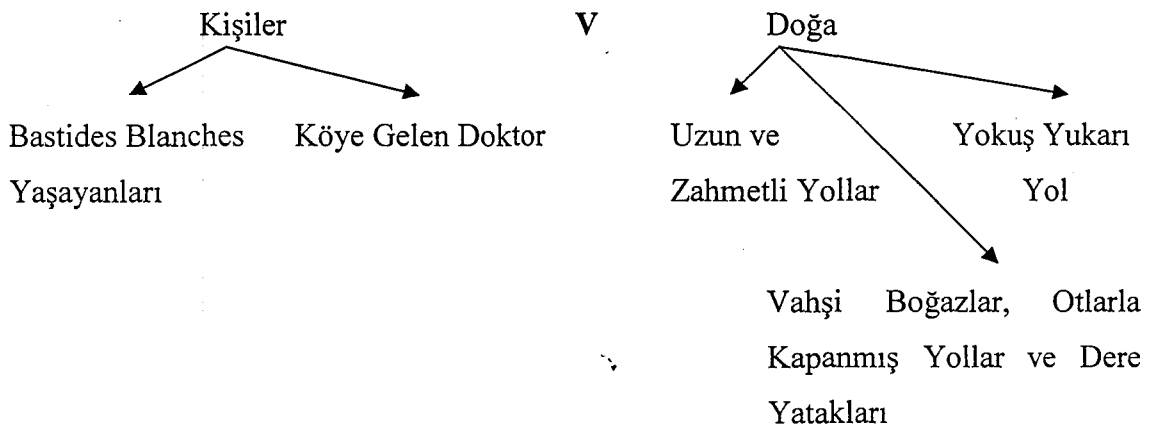 Kişiler V Doğa
Bastides Blanches
Yaşayanları
Köye Gelen Doktor
Uzun ve
Zahmetli Yollar
Yokuş Yukarı
Yol
Vahşi Boğazlar, Otlarla
Kapanmış Yollar ve Dere
Yatakları